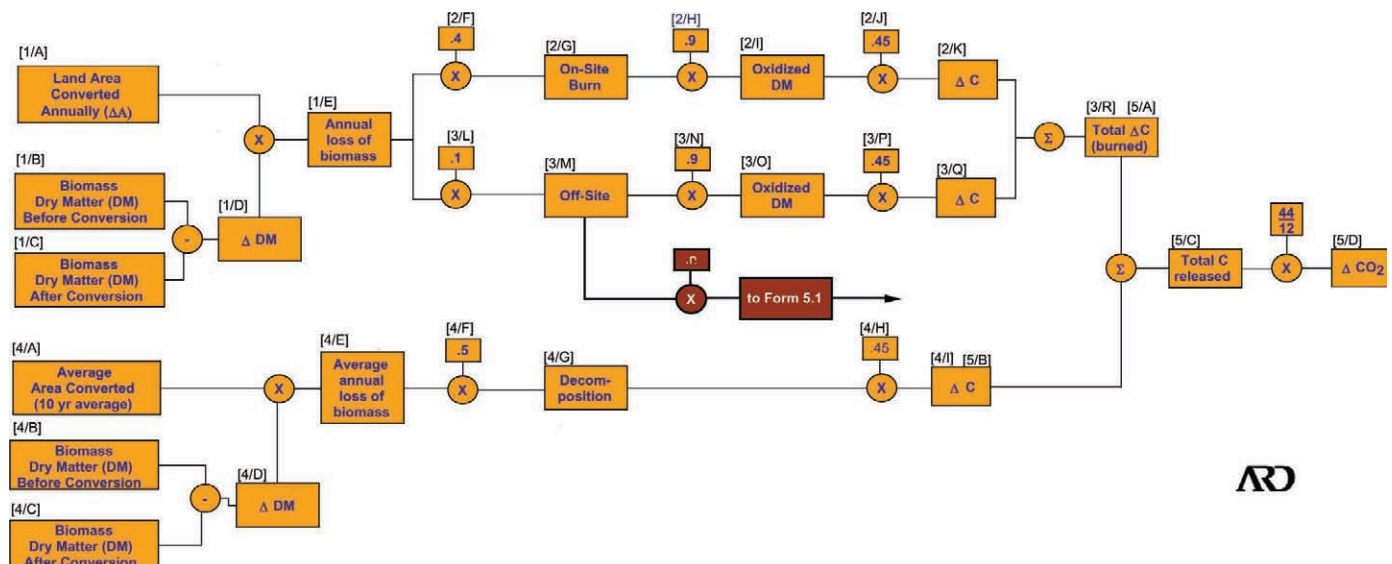 [2/F]
[2/H]
[2/J]
.4
.9
.45
[1/A]
[2/G]
[2/I]
[2/K]
Land Area
Converted
Annually (ΔA)
X
On-Site
Burn
X
Oxidized
DM
X
Δ C
[1/E]
[3/R] [5/A]
X
Annual
loss of
biomass
Σ
Total ΔC
(burned)
[3/L]
[3/N]
[3/P]
.1
.9
.45
[1/B]
[3/M]
[3/O]
[3/Q]
Biomass
Dry Matter (DM)
Before Conversion
X
Off-Site
X
Oxidized
DM
X
Δ C
[1/D]
44
12
[1/C]
-
Δ DM
[5/C]
[5/D]
Biomass
Dry Matter (DM)
After Conversion
X
to Form 5.1
Σ
Total C
released
X
Δ CO₂
[4/F]
[4/H]
.5
.45
[4/A]
[4/E]
[4/G]
[4/I] [5/B]
Average
Area Converted
(10 yr average)
X
Average
annual
loss of
biomass
X
Decom-
position
X
Δ C
[4/B]
Biomass
Dry Matter (DM)
Before Conversion
[4/D]
-
Δ DM
[4/C]
Biomass
Dry Matter (DM)
After Conversion
ARD